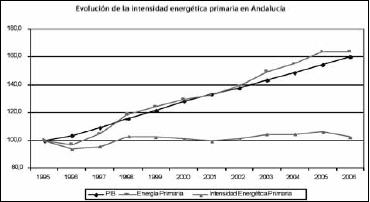 Evolución de la intensidad energética primaria en Andalucía
180,0
160,0
140,0
120,0
100,0
80,0
1995 1996 1997 1998 1999 2000 2001 2002 2003 2004 2005 2006
PIB Energía Primaria Intensidad Energética Primaria